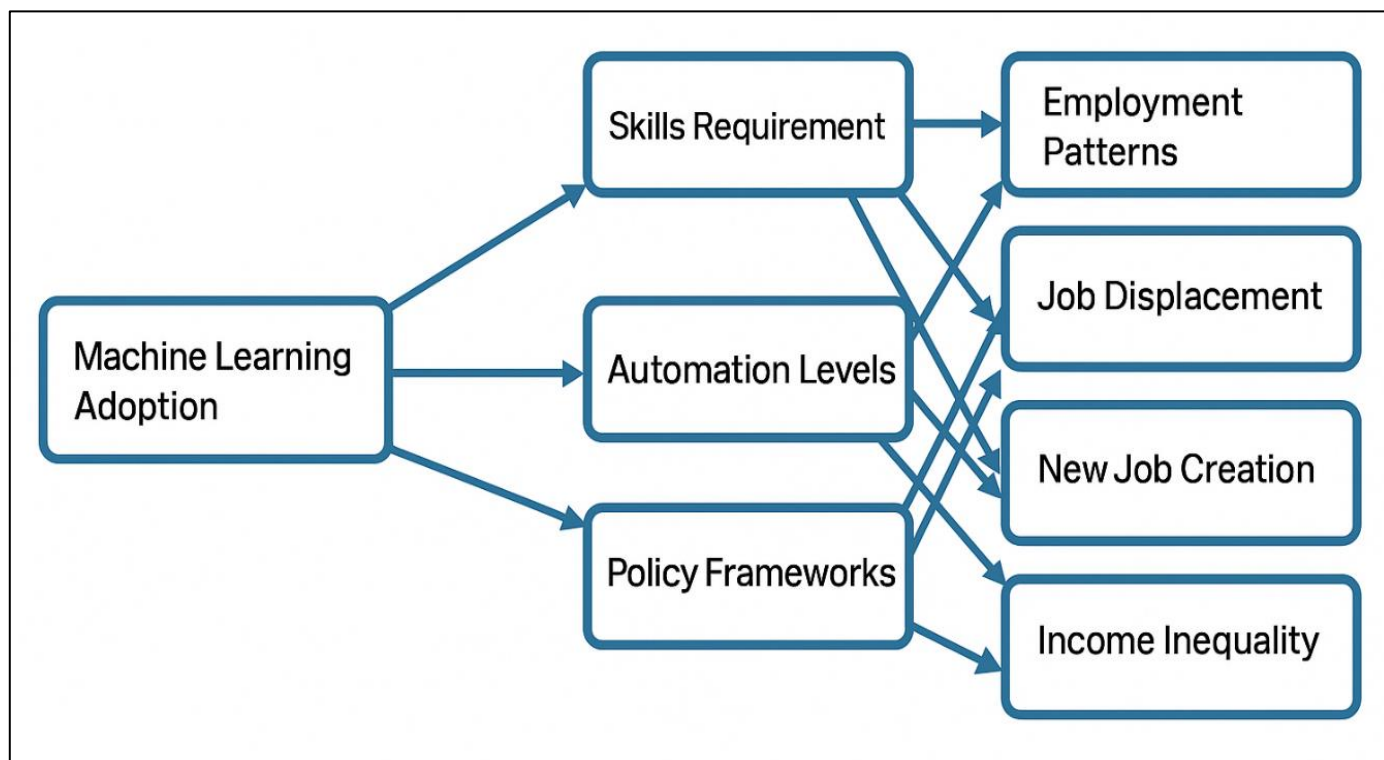 Machine Learning
Adoption
Skills Requirement
Automation Levels
Policy Frameworks
Employment
Patterns
Job Displacement
New Job Creation
Income Inequality